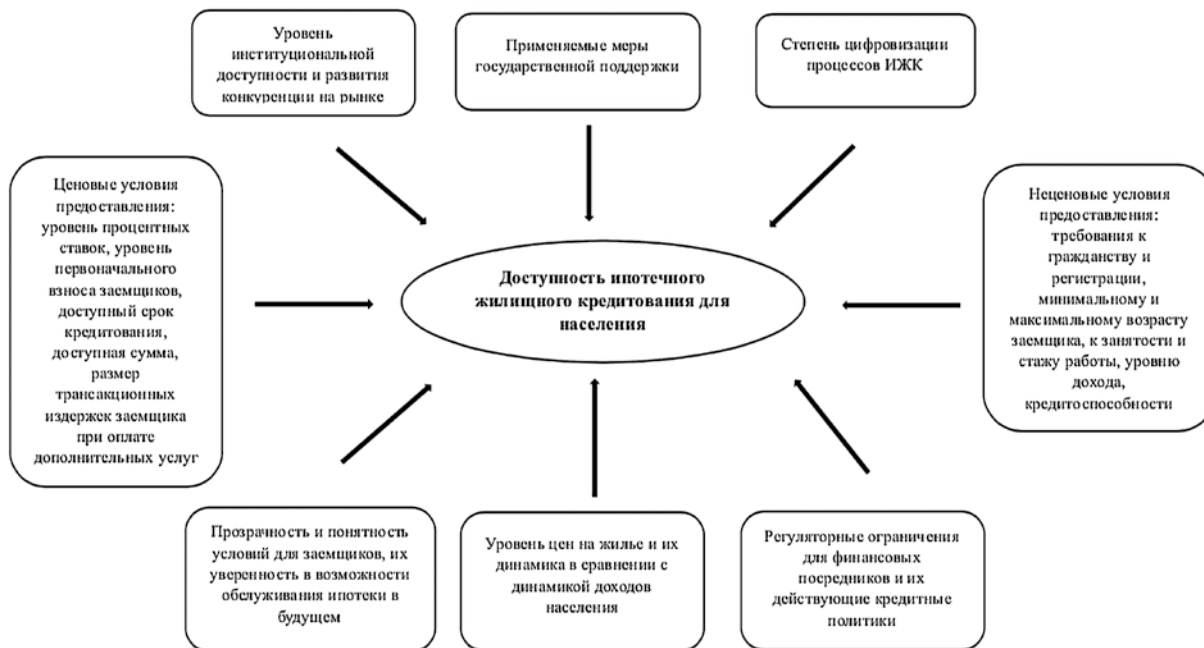 Уровень
институциональной
доступности и развития
конкуренции на рынке
Применяемые меры
государственной поддержки
Степень цифровизации
процессов ИЖК
Ценовые условия
предоставления:
уровень процентных
ставок, уровень
первоначального
взноса заемщиков,
доступный срок
кредитования,
доступная сумма,
размер
трансакционных
издержек заемщика
при оплате
дополнительных услуг
Доступность ипотечного
жилищного кредитования для
населения
Неценовые условия
предоставления:
требования к
гражданству и
регистрации,
минимальному и
максимальному возрасту
заемщика, к занятости и
стажу работы, уровню
дохода,
кредитоспособности
Прозрачность и понятность
условий для заемщиков, их
уверенность в возможности
обслуживания ипотеки в
будущем
Уровень цен на жилье и их
динамика в сравнении с
динамикой доходов
населения
Регуляторные ограничения
для финансовых
посредников и их
действующие кредитные
политики